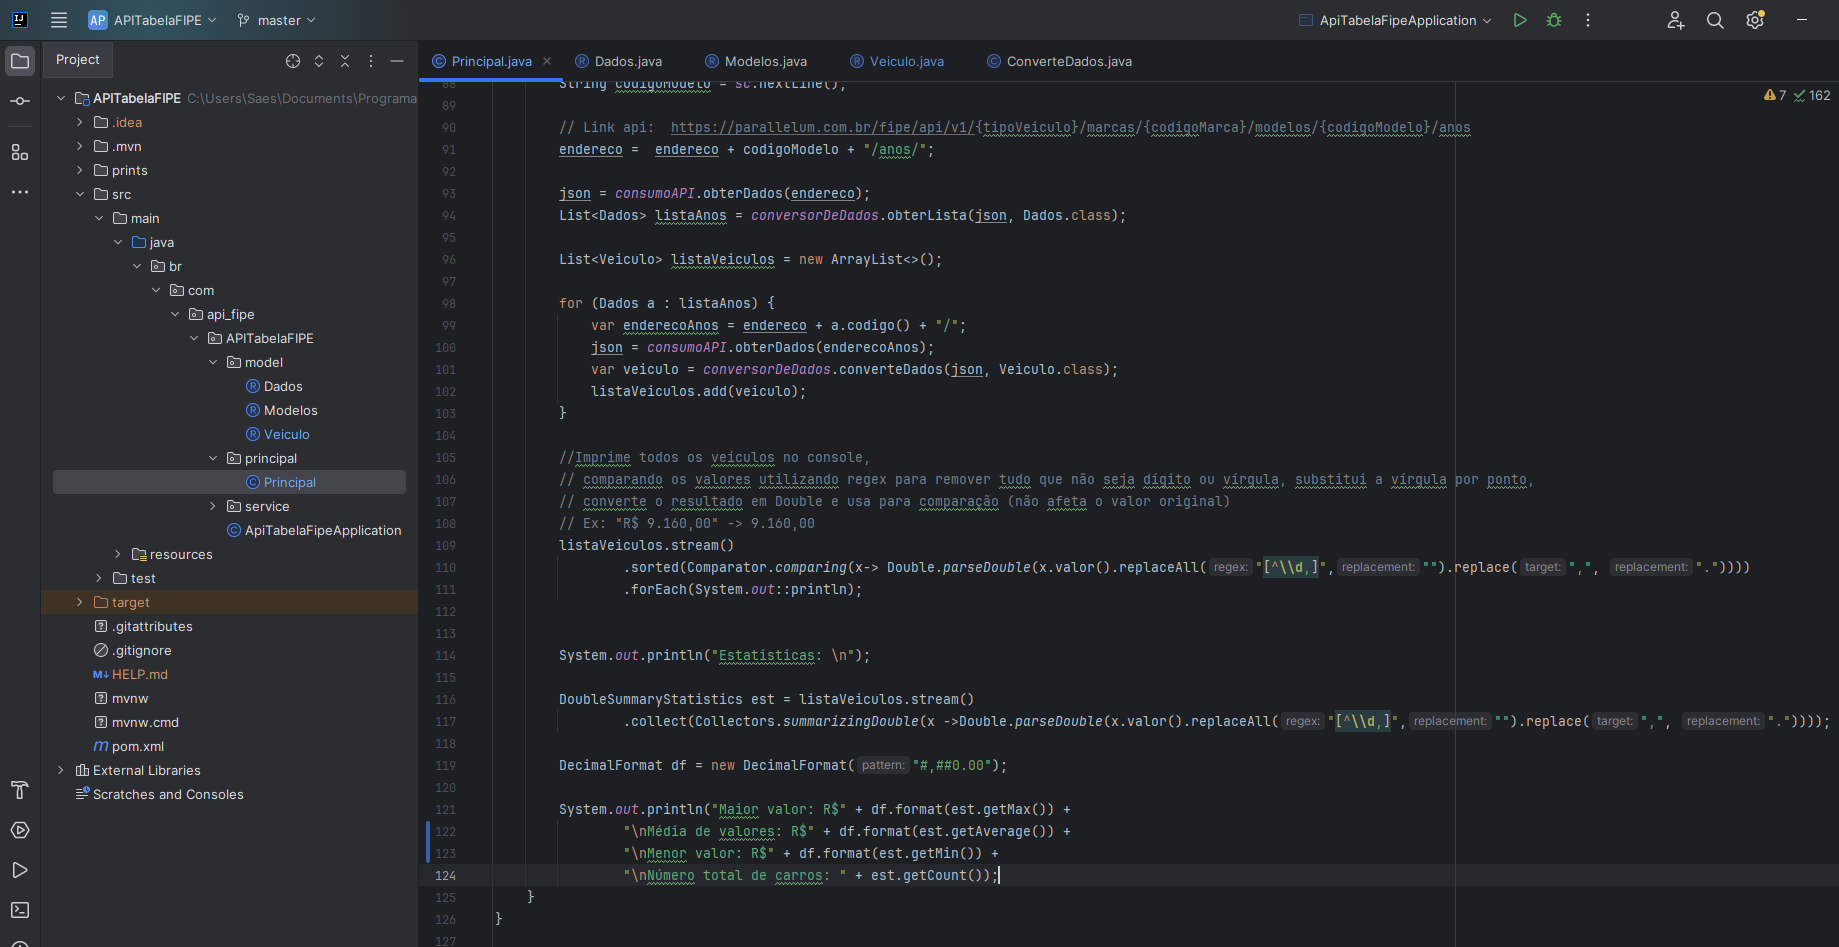 AP APITabelaFIPE master ApiTabelaFipeApplication
Project
Principal.java × Dados.java Modelos.java Veiculo.java ConverteDados.java
APITabelaFIPE C:\Users\Saes\Documents\Programa
.idea
.mvn
prints
src
main
java
br
com
api_fipe
APITabelaFIPE
model
Dados
Modelos
Veiculo
principal
Principal
service
ApiTabelaFipeApplication
resources
test
target
.gitattributes
.gitignore
HELP.md
mvnw
mvnw.cmd
pom.xml
External Libraries
Scratches and Consoles
7 162
88 String codigoModelo = sc.nextLine();
89
90 // Link api:  https://parallelum.com.br/fipe/api/v1/{tipoVeiculo}/marcas/{codigoMarca}/modelos/{codigoModelo}/anos
91 endereco =  endereco + codigoModelo + "/anos/";
92
93 json = consumoAPI.obterDados(endereco);
94 List<Dados> listaAnos = conversorDeDados.obterLista(json, Dados.class);
95
96 List<Veiculo> listaVeiculos = new ArrayList<>();
97
98 for (Dados a : listaAnos) {
99 var enderecoAnos = endereco + a.codigo() + "/";
100 json = consumoAPI.obterDados(enderecoAnos);
101 var veiculo = conversorDeDados.converteDados(json, Veiculo.class);
102 listaVeiculos.add(veiculo);
103 }
104
105 //Imprime todos os veículos no console,
106 // comparando os valores utilizando regex para remover tudo que não seja dígito ou vírgula, substitui a vírgula por ponto,
107 // converte o resultado em Double e usa para comparação (não afeta o valor original)
108 // Ex: "R$ 9.160,00" -> 9.160,00
109 listaVeiculos.stream()
110 .sorted(Comparator.comparing(x-> Double.parseDouble(x.valor().replaceAll( regex: "[^\\d,]", replacement: "").replace( target: ",", replacement: "."))))
111 .forEach(System.out::println);
112
113
114 System.out.println("Estatisticas: \n");
115
116 DoubleSummaryStatistics est = listaVeiculos.stream()
117 .collect(Collectors.summarizingDouble(x ->Double.parseDouble(x.valor().replaceAll( regex: "[^\\d,]", replacement: "").replace( target: ",", replacement: "."))));
118
119 DecimalFormat df = new DecimalFormat( pattern: "#,##0.00");
120
121 System.out.println("Maior valor: R$" + df.format(est.getMax()) +
122 "\nMédia de valores: R$" + df.format(est.getAverage()) +
123 "\nMenor valor: R$" + df.format(est.getMin()) +
124 "\nNúmero total de carros: " + est.getCount());
125 }
126 }
127